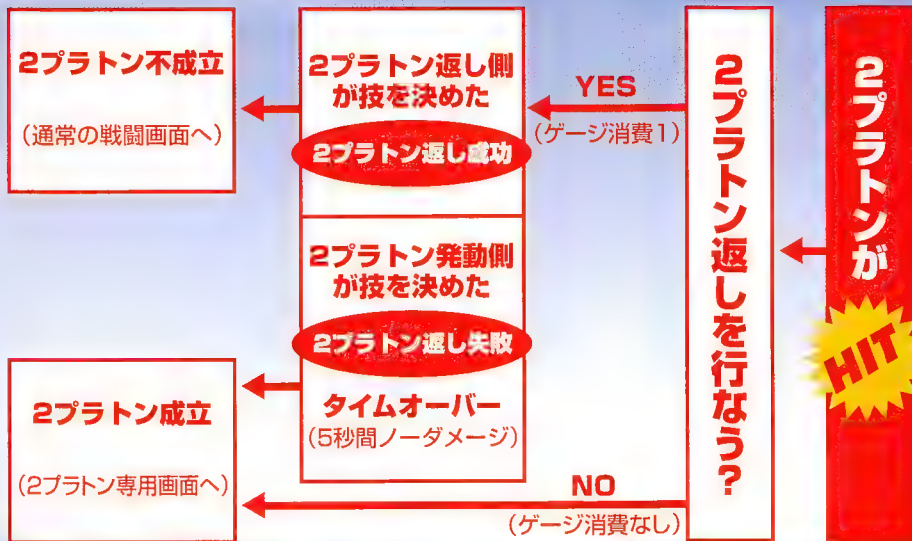 2プラトンが
HIT
2プラトン返しを行なう？
YES
(ゲージ消費1)
2プラトン返し側
が技を決めた
2プラトン返し成功
2プラトン不成立
(通常の戦闘画面へ)
2プラトン発動側
が技を決めた
2プラトン返し失敗
タイムオーバー
(5秒間ノーダメージ)
NO
(ゲージ消費なし)
2プラトン成立
(2プラトン専用画面へ)